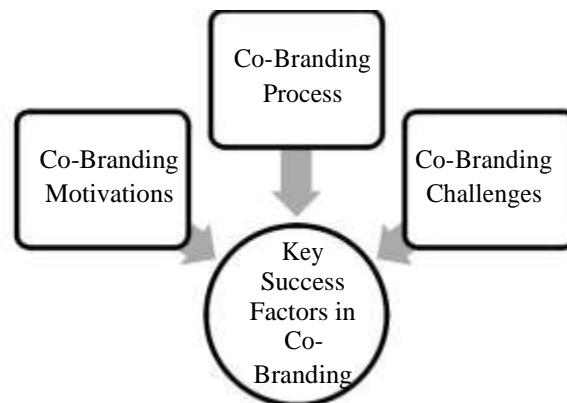 Co-Branding
Process
Co-Branding
Motivations
Co-Branding
Challenges
Key
Success
Factors in
Co-
Branding